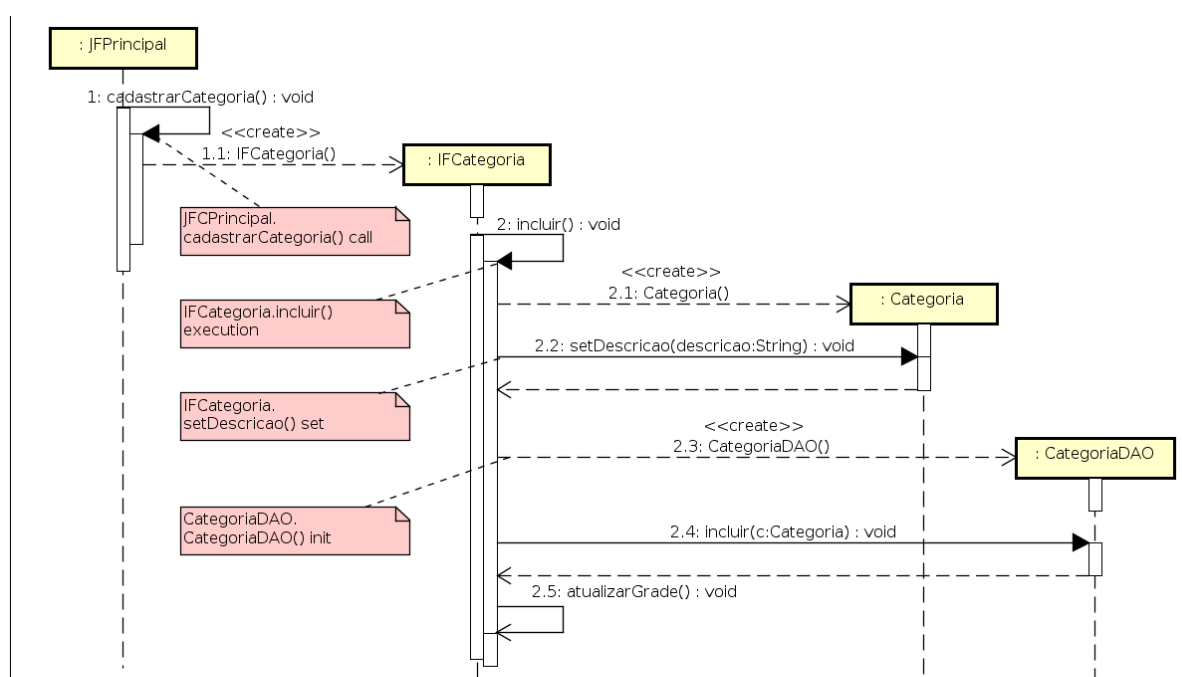 : JFPrincipal
1: cadastrarCategoria() : void
<<create>>
1.1: IFCategoria()
: IFCategoria
JFCPrincipal.
cadastrarCategoria() call
2: incluir() : void
<<create>>
2.1: Categoria()
: Categoria
IFCategoria.incluir()
execution
2.2: setDescricao(descricao:String) : void
IFCategoria.
setDescricao() set
<<create>>
2.3: CategoriaDAO()
: CategoriaDAO
CategoriaDAO.
CategoriaDAO() init
2.4: incluir(c:Categoria) : void
2.5: atualizarGrade() : void